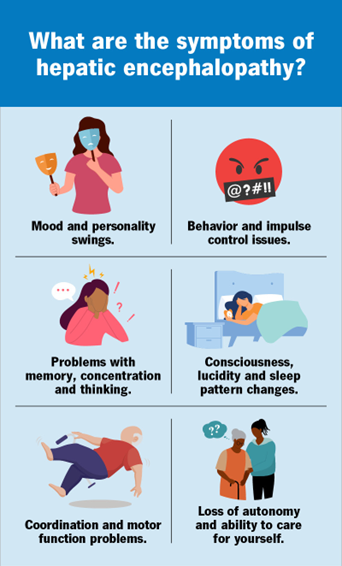 What are the symptoms of
hepatic encephalopathy?
@?#!!
Mood and personality
swings.
Behavior and impulse
control issues.
Problems with
memory, concentration
and thinking.
Consciousness,
lucidity and sleep
pattern changes.
??
Coordination and motor
function problems.
Loss of autonomy
and ability to care
for yourself.